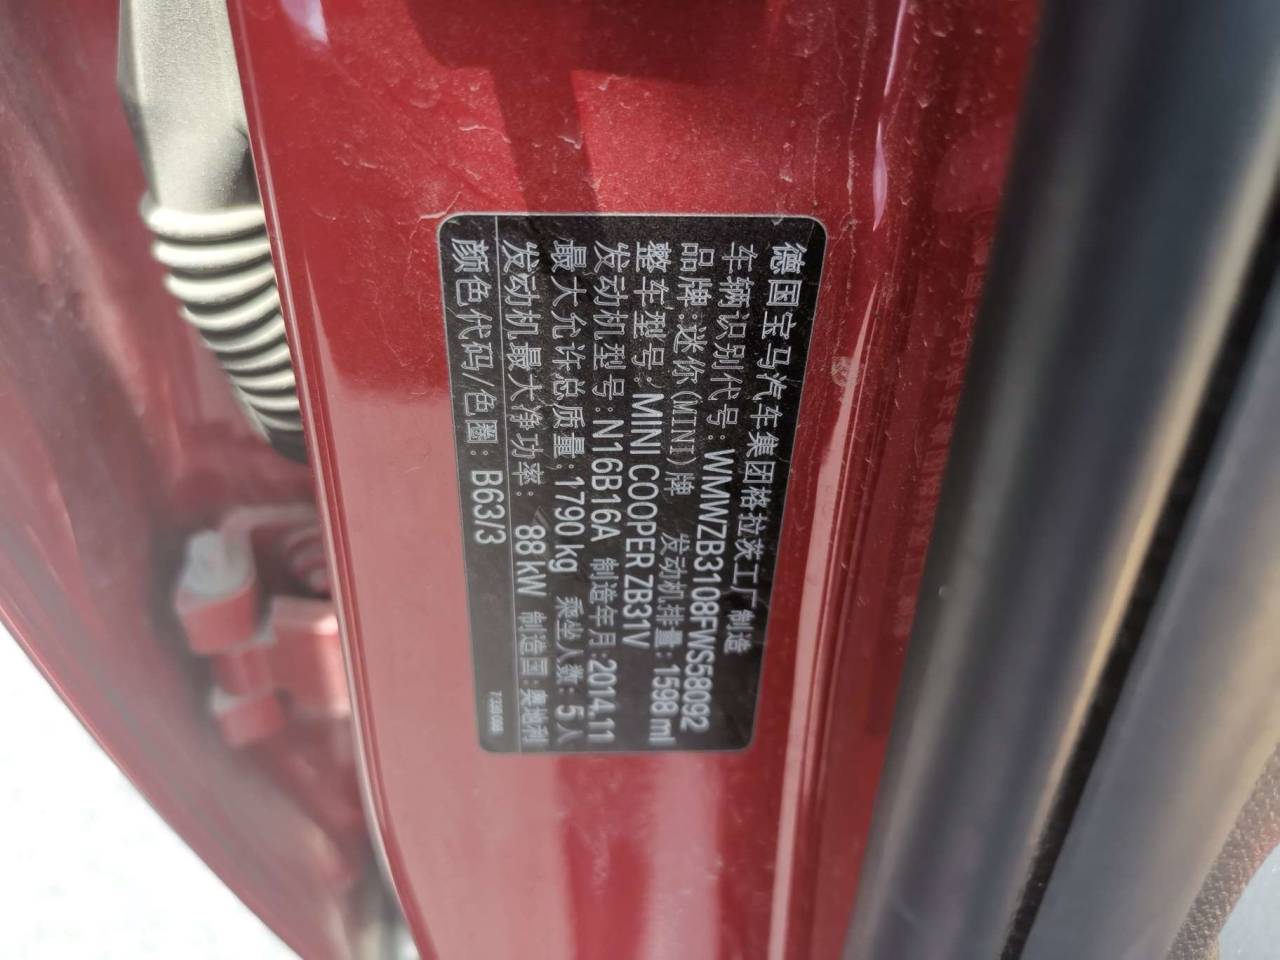 德国宝马汽车集团格拉茨工厂 制造
车辆识别代号: WMWZB3108FWS58092
品牌:迷你(MINI)牌 发动机排量: 1598 ml
整车型号: MINI COOPER ZB31V
发动机型号: N16B16A 制造年月:2014.11
最大允许总质量: 1790 kg 乘坐人数: 5 人
发动机最大净功率: 88 kW 制造国: 奥地利
颜色代码/色圈: B63/3